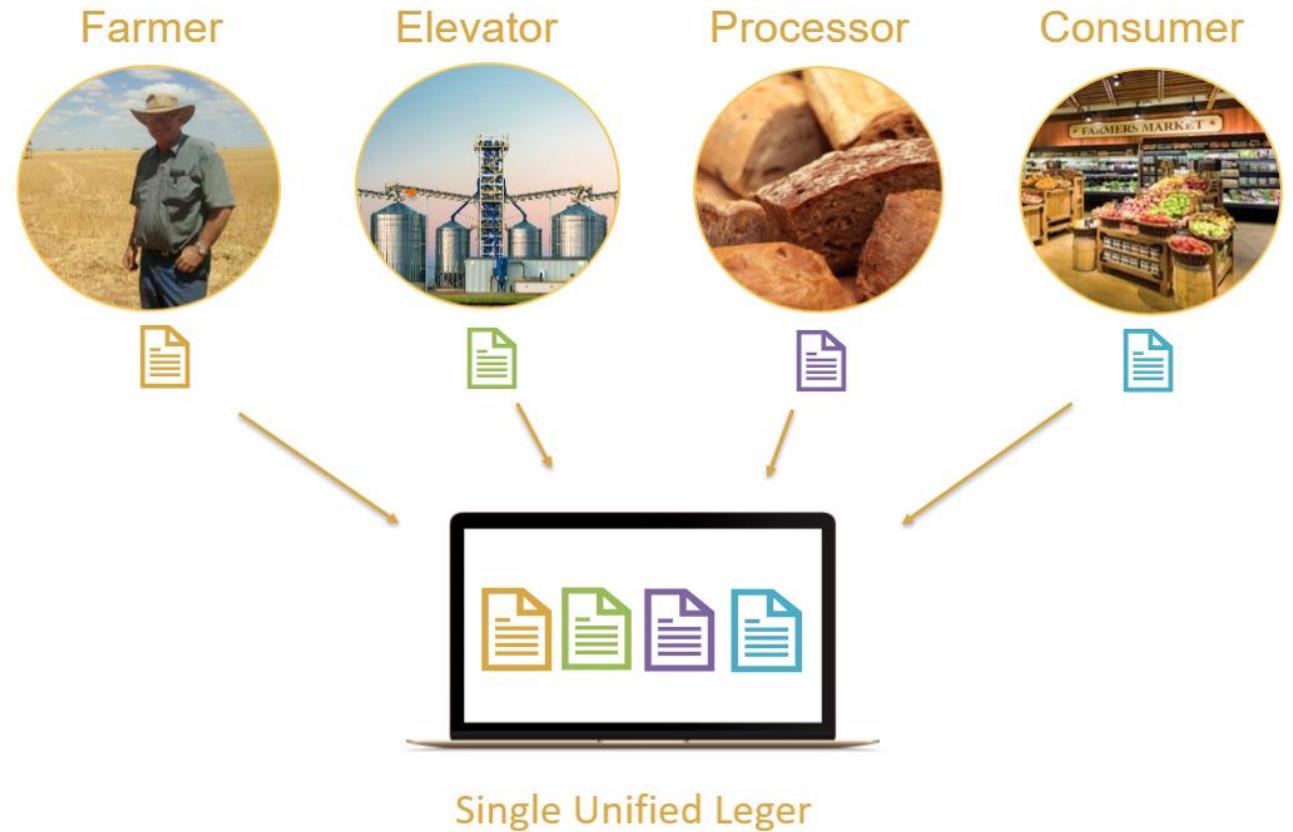 Farmer
Elevator
Processor
Consumer
FARMERS MARKET
Single Unified Leger